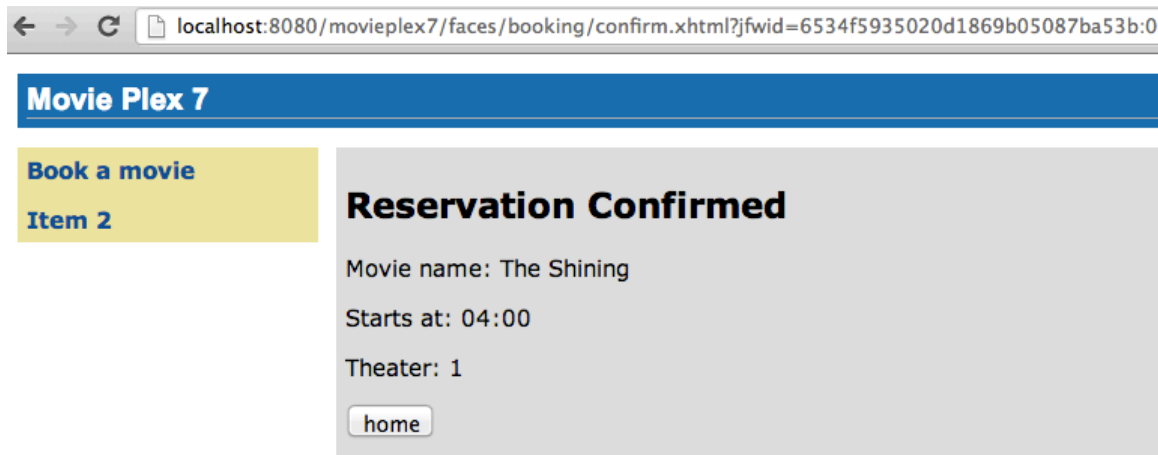 localhost:8080/movieplex7/faces/booking/confirm.xhtml?jfwid=6534f5935020d1869b05087ba53b:0
Movie Plex 7
Book a movie
Item 2
Reservation Confirmed
Movie name: The Shining
Starts at: 04:00
Theater: 1
home